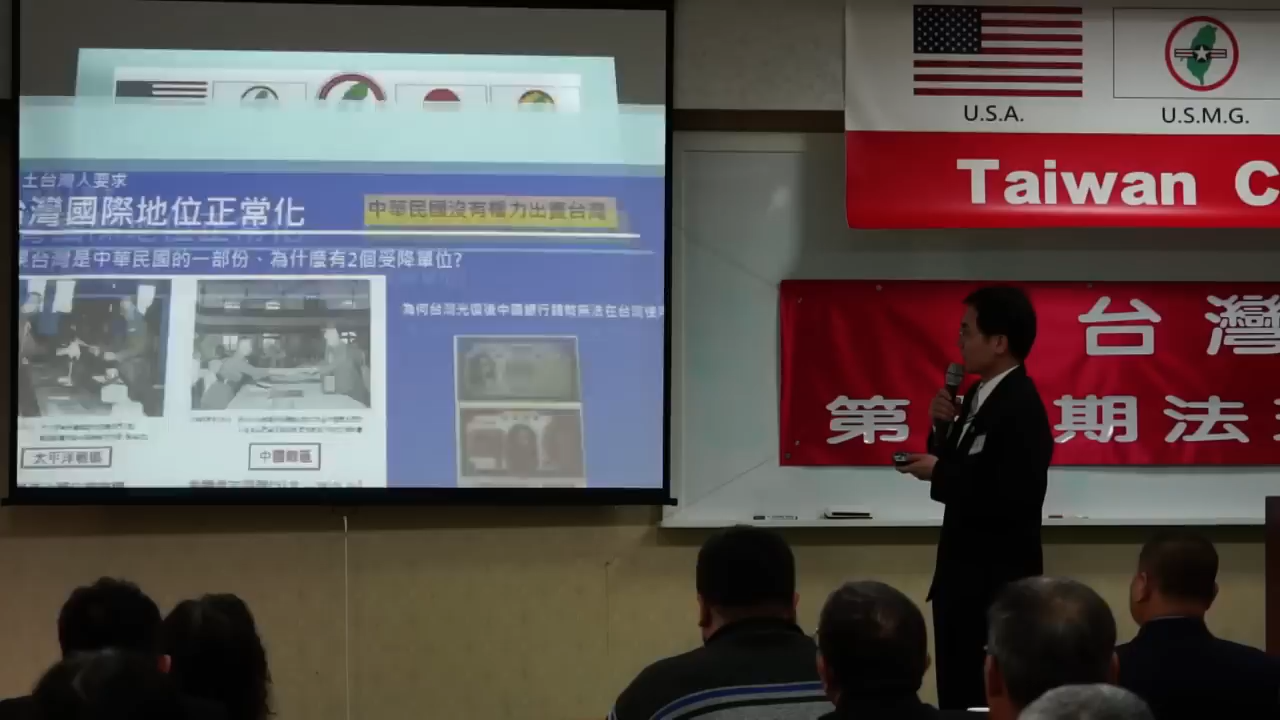 土台灣人要求
台灣國際地位正常化
中華民國沒有權力出賣台灣
台灣是中華民國的一部份、為什麼有2個受降單位?
為何台灣光復後中國銀行錢幣無法在台灣使用
太平洋戰區
中國戰區
U.S.A.
U.S.M.G.
Taiwan C
台灣
第 期法